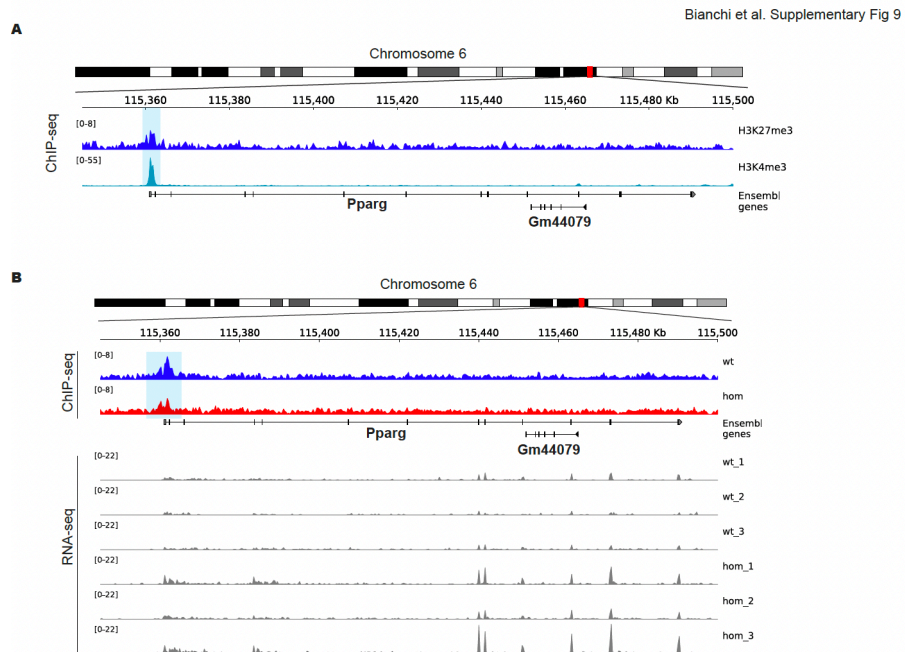 Bianchi et al. Supplementary Fig 9
A
Chromosome 6
115,360 115,380 115,400 115,420 115,440 115,460 115,480 Kb 115,500
ChIP-seq
[0-8]
H3K27me3
[0-55]
H3K4me3
Ensembl
genes
Pparg
Gm44079
B
Chromosome 6
115,360 115,380 115,400 115,420 115,440 115,460 115,480 Kb 115,500
ChIP-seq
[0-8]
wt
[0-8]
hom
Ensembl
genes
Pparg
Gm44079
RNA-seq
[0-22]
wt_1
[0-22]
wt_2
[0-22]
wt_3
[0-22]
hom_1
[0-22]
hom_2
[0-22]
hom_3